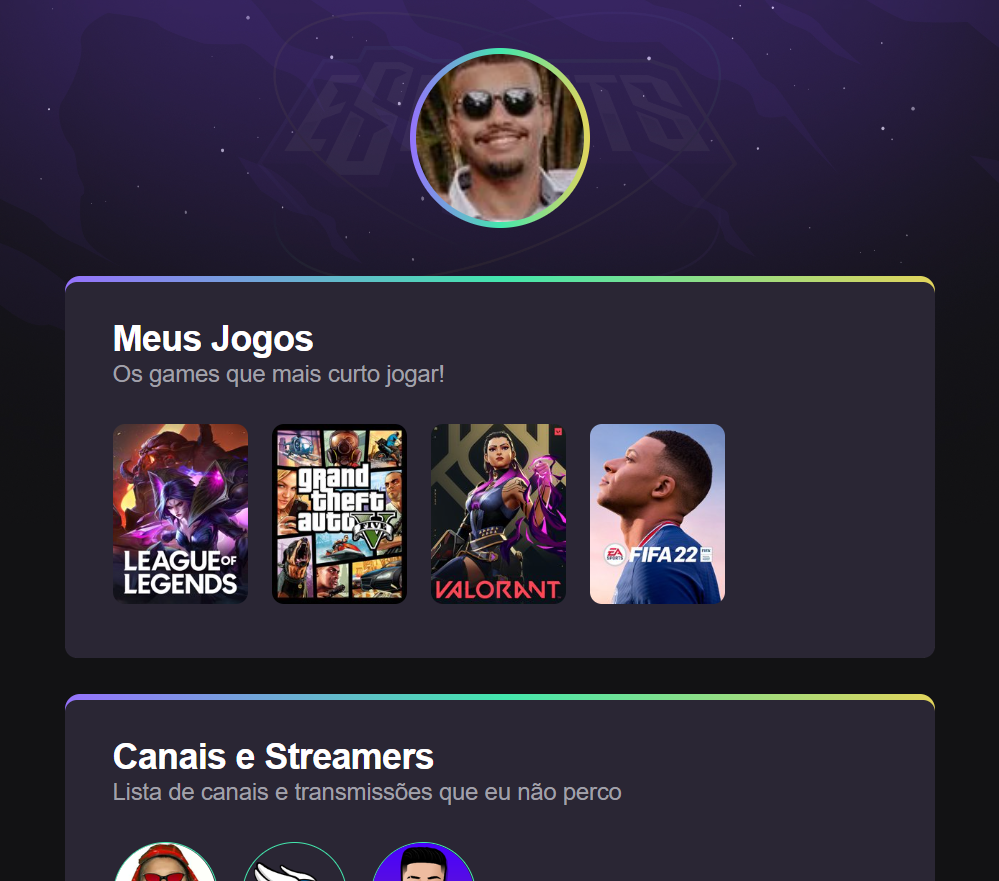 ESPORTS
Meus Jogos
Os games que mais curto jogar!
LEAGUE OF
LEGENDS
grand
theft
auto
FIVE
VALORANT
EA SPORTS FIFA 22
Canais e Streamers
Lista de canais e transmissões que eu não perco